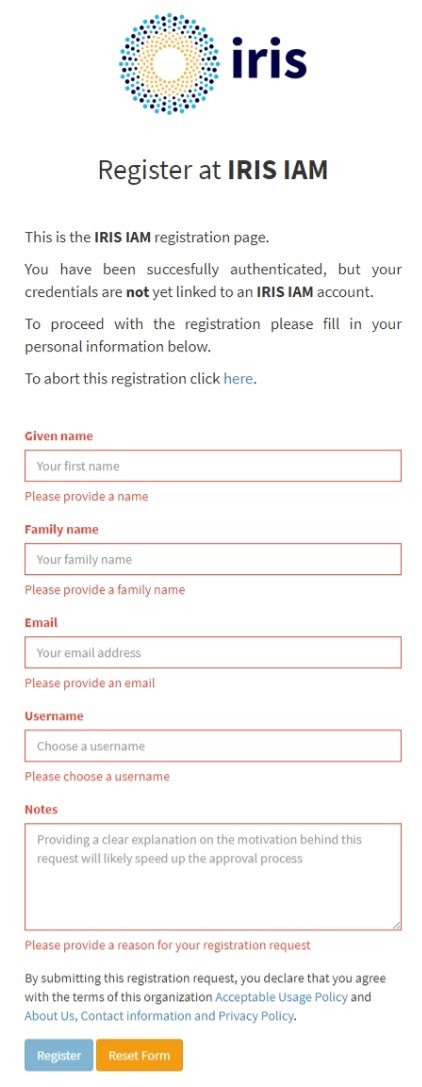 iris
Register at IRIS IAM
This is the IRIS IAM registration page.
You have been succesfully authenticated, but your
credentials are not yet linked to an IRIS IAM account.
To proceed with the registration please fill in your
personal information below.
To abort this registration click here.
Given name
Your first name
Please provide a name
Family name
Your family name
Please provide a family name
Email
Your email address
Please provide an email
Username
Choose a username
Please choose a username
Notes
Providing a clear explanation on the motivation behind this
request will likely speed up the approval process
Please provide a reason for your registration request
By submitting this registration request, you declare that you agree
with the terms of this organization Acceptable Usage Policy and
About Us, Contact information and Privacy Policy.
Register Reset Form